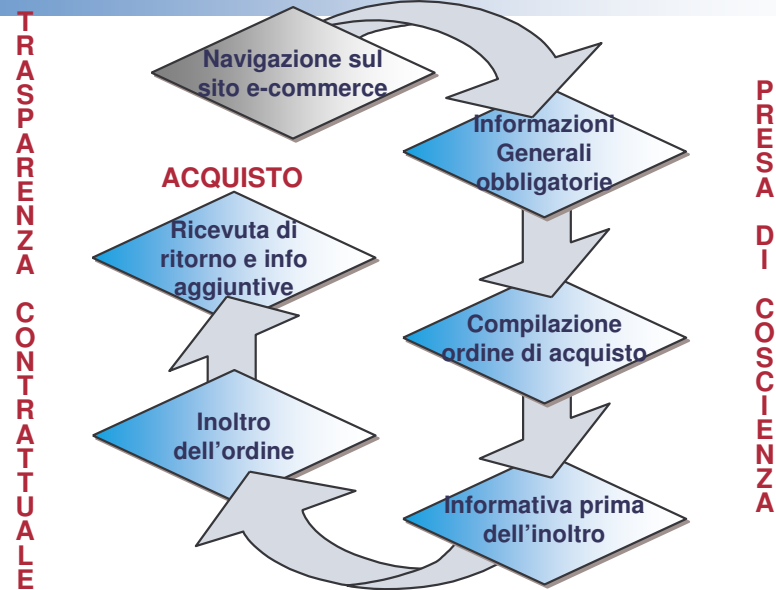 TRASPARENZA CONTRATTUALE
Navigazione sul
sito e-commerce
Informazioni
Generali
obbligatorie
Compilazione
ordine di acquisto
Informativa prima
dell’inoltro
Inoltro
dell’ordine
ACQUISTO
Ricevuta di
ritorno e info
aggiuntive
PRESA DI COSCIENZA